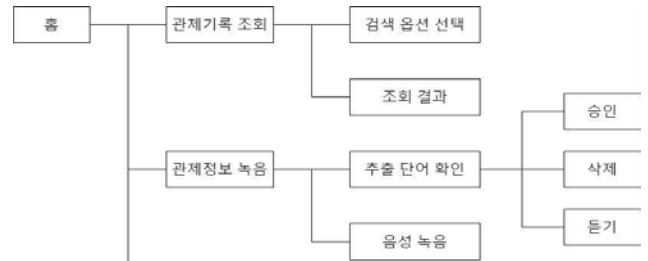 홈
관제기록 조회
검색 옵션 선택
조회 결과
관제정보 녹음
추출 단어 확인
승인
삭제
듣기
음성 녹음